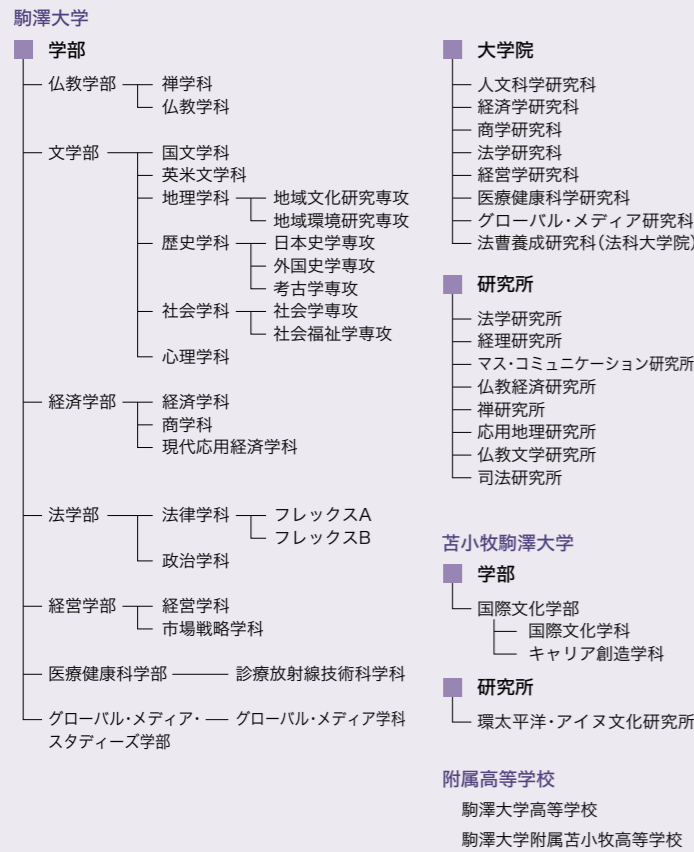 駒澤大学
学部
仏教学部
禅学科
仏教学科
文学部
国文学科
英米文学科
地理学科
地域文化研究専攻
地域環境研究専攻
歴史学科
日本史学専攻
外国史学専攻
考古学専攻
社会学科
社会学専攻
社会福祉学専攻
心理学科
経済学部
経済学科
商学科
現代応用経済学科
法学部
法律学科
フレックスA
フレックスB
政治学科
経営学部
経営学科
市場戦略学科
医療健康科学部
診療放射線技術科学科
グローバル・メディア・
スタディーズ学部
グローバル・メディア学科
大学院
人文科学研究科
経済学研究科
商学研究科
法学研究科
経営学研究科
医療健康科学研究科
グローバル・メディア研究科
法曹養成研究科(法科大学院)
研究所
法学研究所
経理研究所
マス・コミュニケーション研究所
仏教経済研究所
禅研究所
応用地理研究所
仏教文学研究所
司法研究所
苫小牧駒澤大学
学部
国際文化学部
国際文化学科
キャリア創造学科
研究所
環太平洋・アイヌ文化研究所
附属高等学校
駒澤大学高等学校
駒澤大学附属苫小牧高等学校